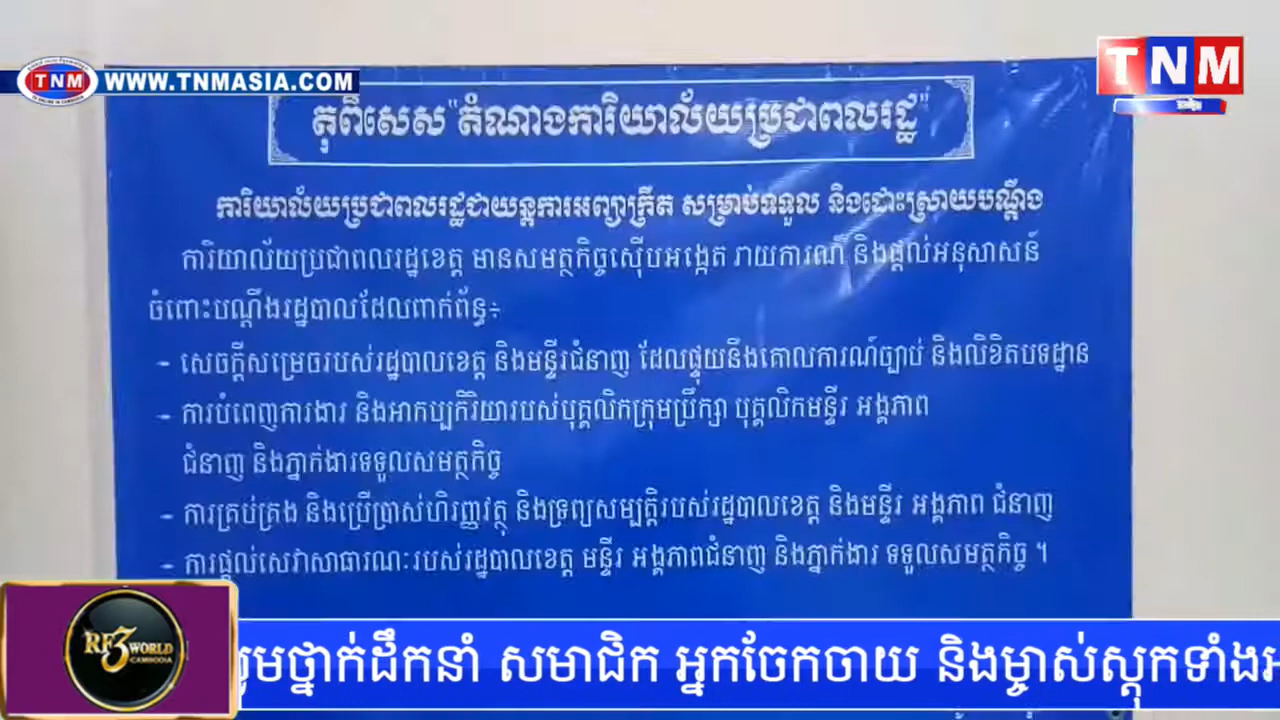 TNM
WWW.TNMASIA.COM
TNM
តុពិសេស "តំណាងការិយាល័យប្រជាពលរដ្ឋ"
ការិយាល័យប្រជាពលរដ្ឋជាយន្តការអព្យាក្រឹត សម្រាប់ទទួល និងដោះស្រាយបណ្តឹង
ការិយាល័យប្រជាពលរដ្ឋខេត្ត មានសមត្ថកិច្ចស៊ើបអង្កេត រាយការណ៍ និងផ្តល់អនុសាសន៍
ចំពោះបណ្តឹងរដ្ឋបាលដែលពាក់ព័ន្ធ៖
- សេចក្តីសម្រេចរបស់រដ្ឋបាលខេត្ត និងមន្ទីរជំនាញ ដែលផ្ទុយនឹងគោលការណ៍ច្បាប់ និងលិខិតបទដ្ឋាន
- ការបំពេញការងារ និងអាកប្បកិរិយារបស់បុគ្គលិកក្រុមប្រឹក្សា បុគ្គលិកមន្ទីរ អង្គភាព
ជំនាញ និងភ្នាក់ងារទទួលសមត្ថកិច្ច
- ការគ្រប់គ្រង និងប្រើប្រាស់ហិរញ្ញវត្ថុ និងទ្រព្យសម្បត្តិរបស់រដ្ឋបាលខេត្ត និងមន្ទីរ អង្គភាព ជំនាញ
- ការផ្តល់សេវាសាធារណៈរបស់រដ្ឋបាលខេត្ត មន្ទីរ អង្គភាពជំនាញ និងភ្នាក់ងារ ទទួលសមត្ថកិច្ច ។
RF3 WORLD
CAMBODIA
ថ្នាក់ដឹកនាំ សមាជិក អ្នកចែកចាយ និងម្ចាស់ស្តុកទាំង